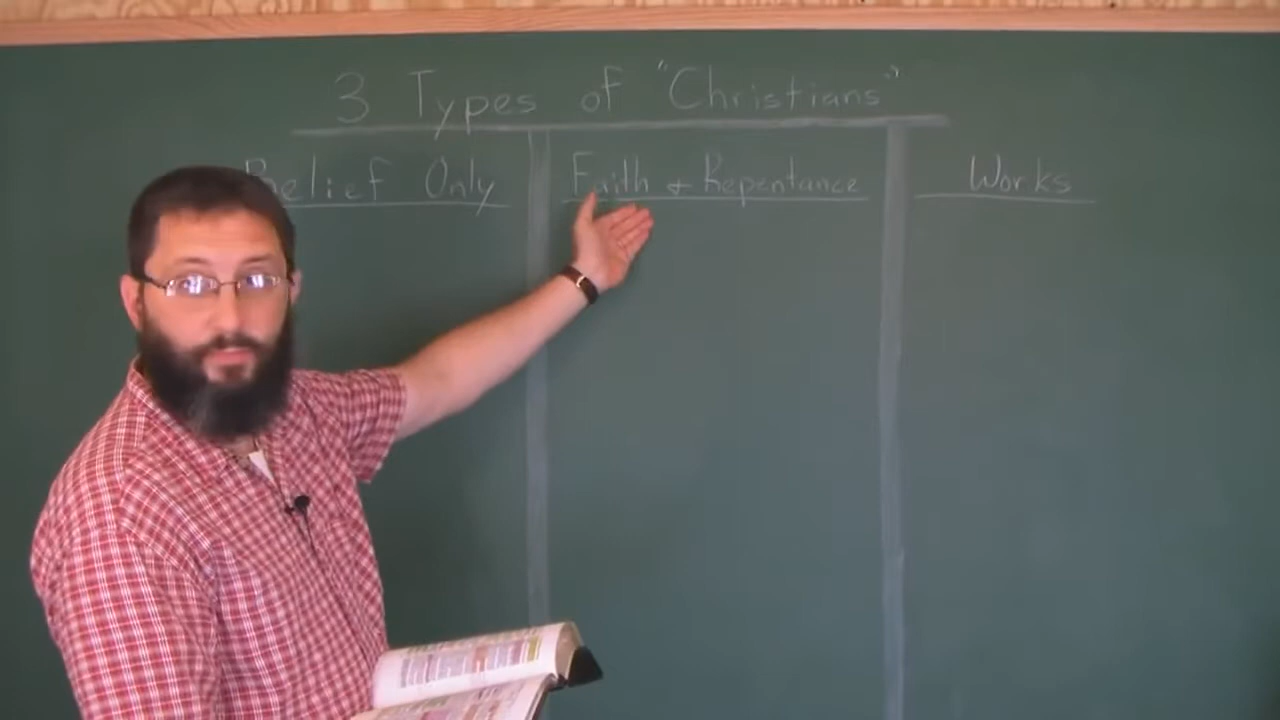 3 Types of "Christians"
Belief Only Faith & Repentance Works